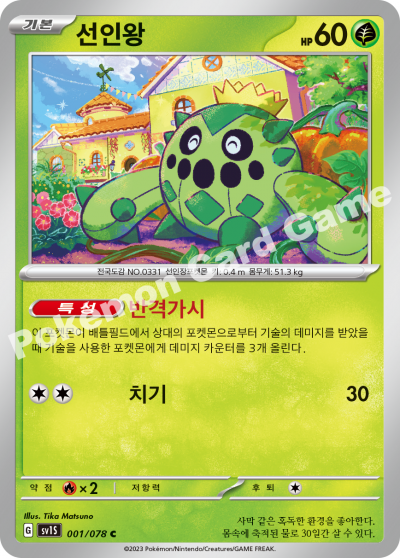 기본 선인왕 HP 60
전국도감 NO.0331 선인장포켓몬 키: 0.4 m 몸무게: 51.3 kg
특성 반격가시
이 포켓몬이 배틀필드에서 상대의 포켓몬으로부터 기술의 데미지를 받았을
때 기술을 사용한 포켓몬에게 데미지 카운터를 3개 올린다.
치기 30
약점 ×2 저항력 후퇴
Illus. Tika Matsuno
G sv1S 001/078 C
사막 같은 혹독한 환경을 좋아한다.
몸속에 축적된 물로 30일간 살 수 있다.
©2023 Pokémon/Nintendo/Creatures/GAME FREAK.
Pokémon Card Game